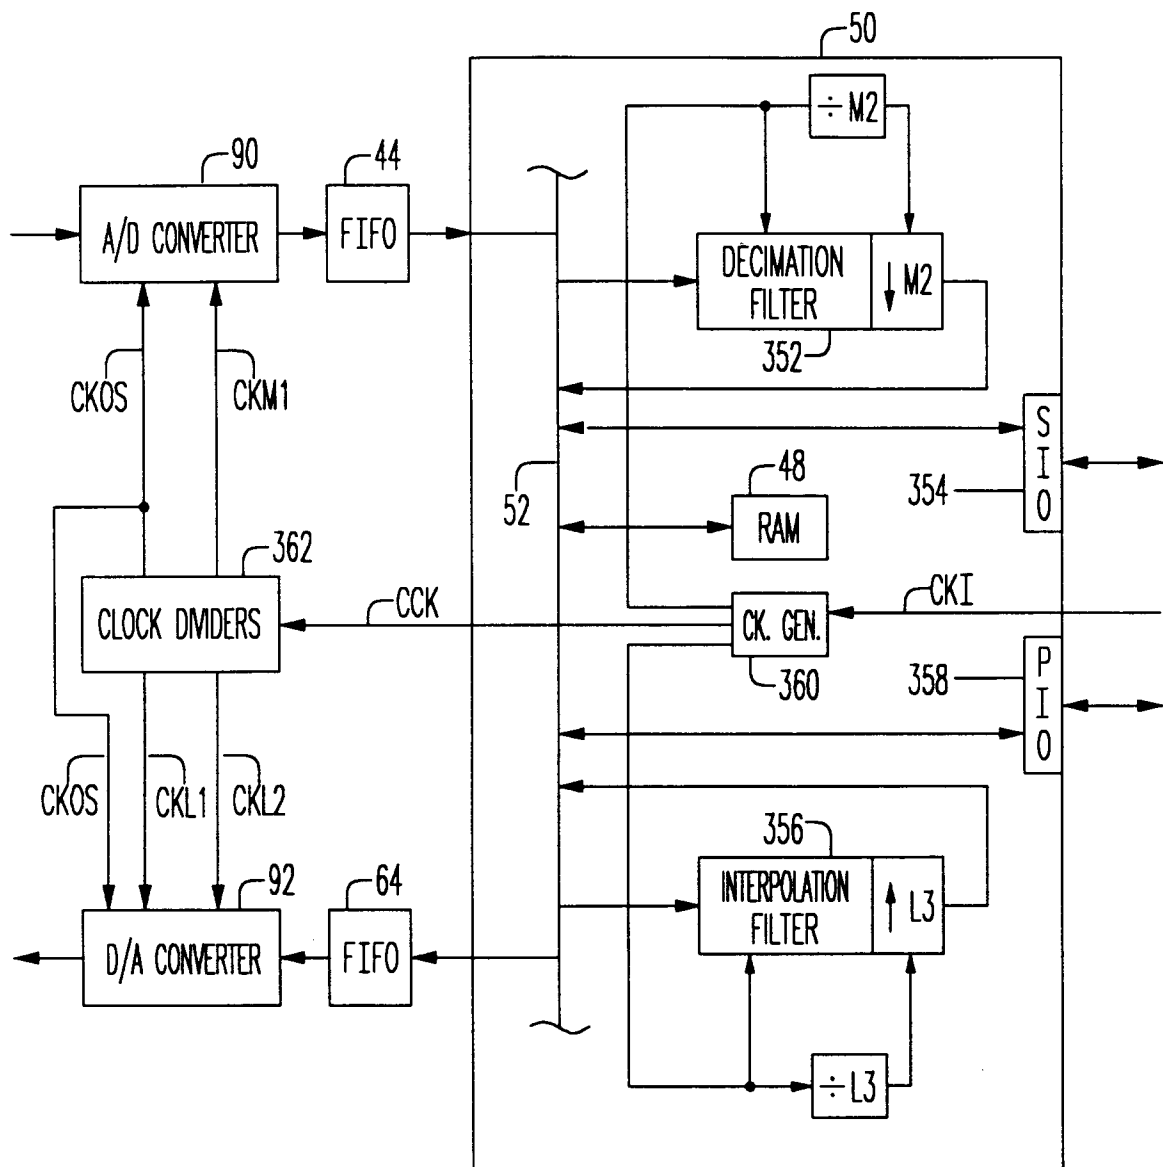 50
÷ M2
90
44
A/D CONVERTER
FIFO
DECIMATION
FILTER
↓ M2
352
CKOS
CKM1
S
I
O
354
52
48
RAM
362
CLOCK DIVIDERS
CCK
CK. GEN.
CKI
360
358
P
I
O
CKOS
CKL1
CKL2
356
INTERPOLATION
FILTER
↑ L3
92
64
D/A CONVERTER
FIFO
÷ L3